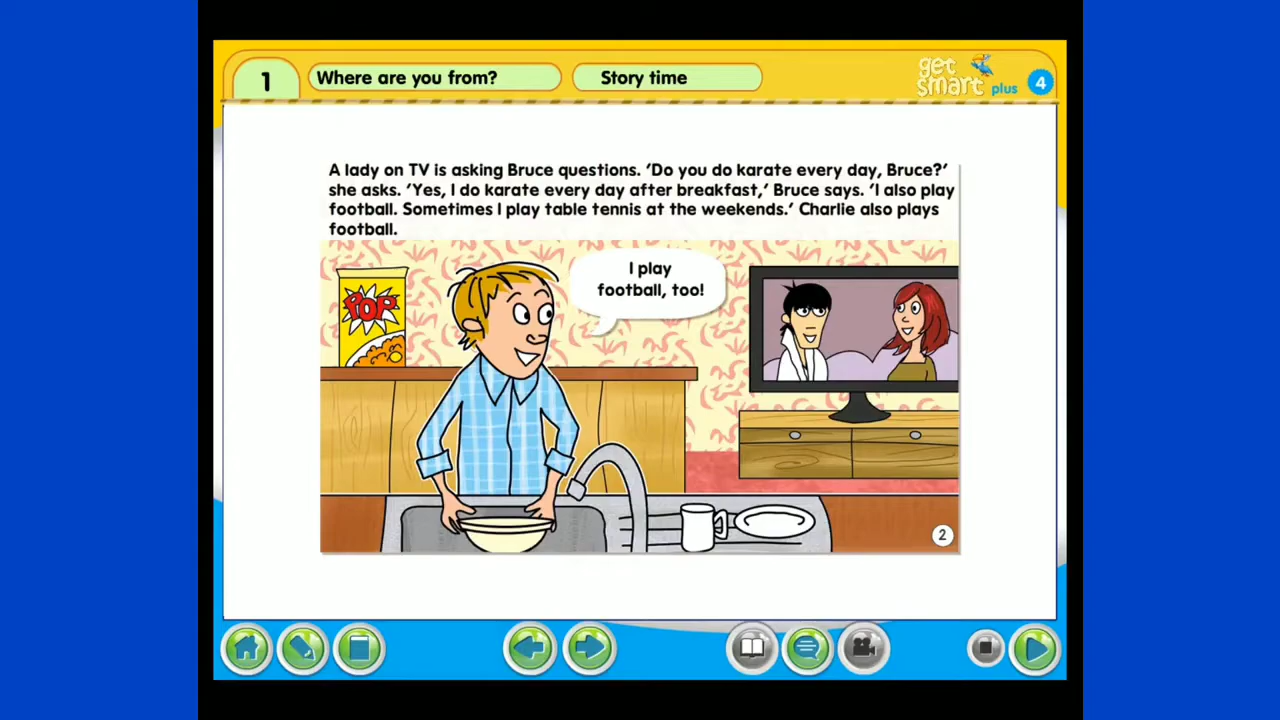 1
Where are you from?
Story time
get
smart
plus
4
A lady on TV is asking Bruce questions. ‘Do you do karate every day, Bruce?’
she asks. ‘Yes, I do karate every day after breakfast,’ Bruce says. ‘I also play
football. Sometimes I play table tennis at the weekends.’ Charlie also plays
football.
I play
football, too!
POP
2